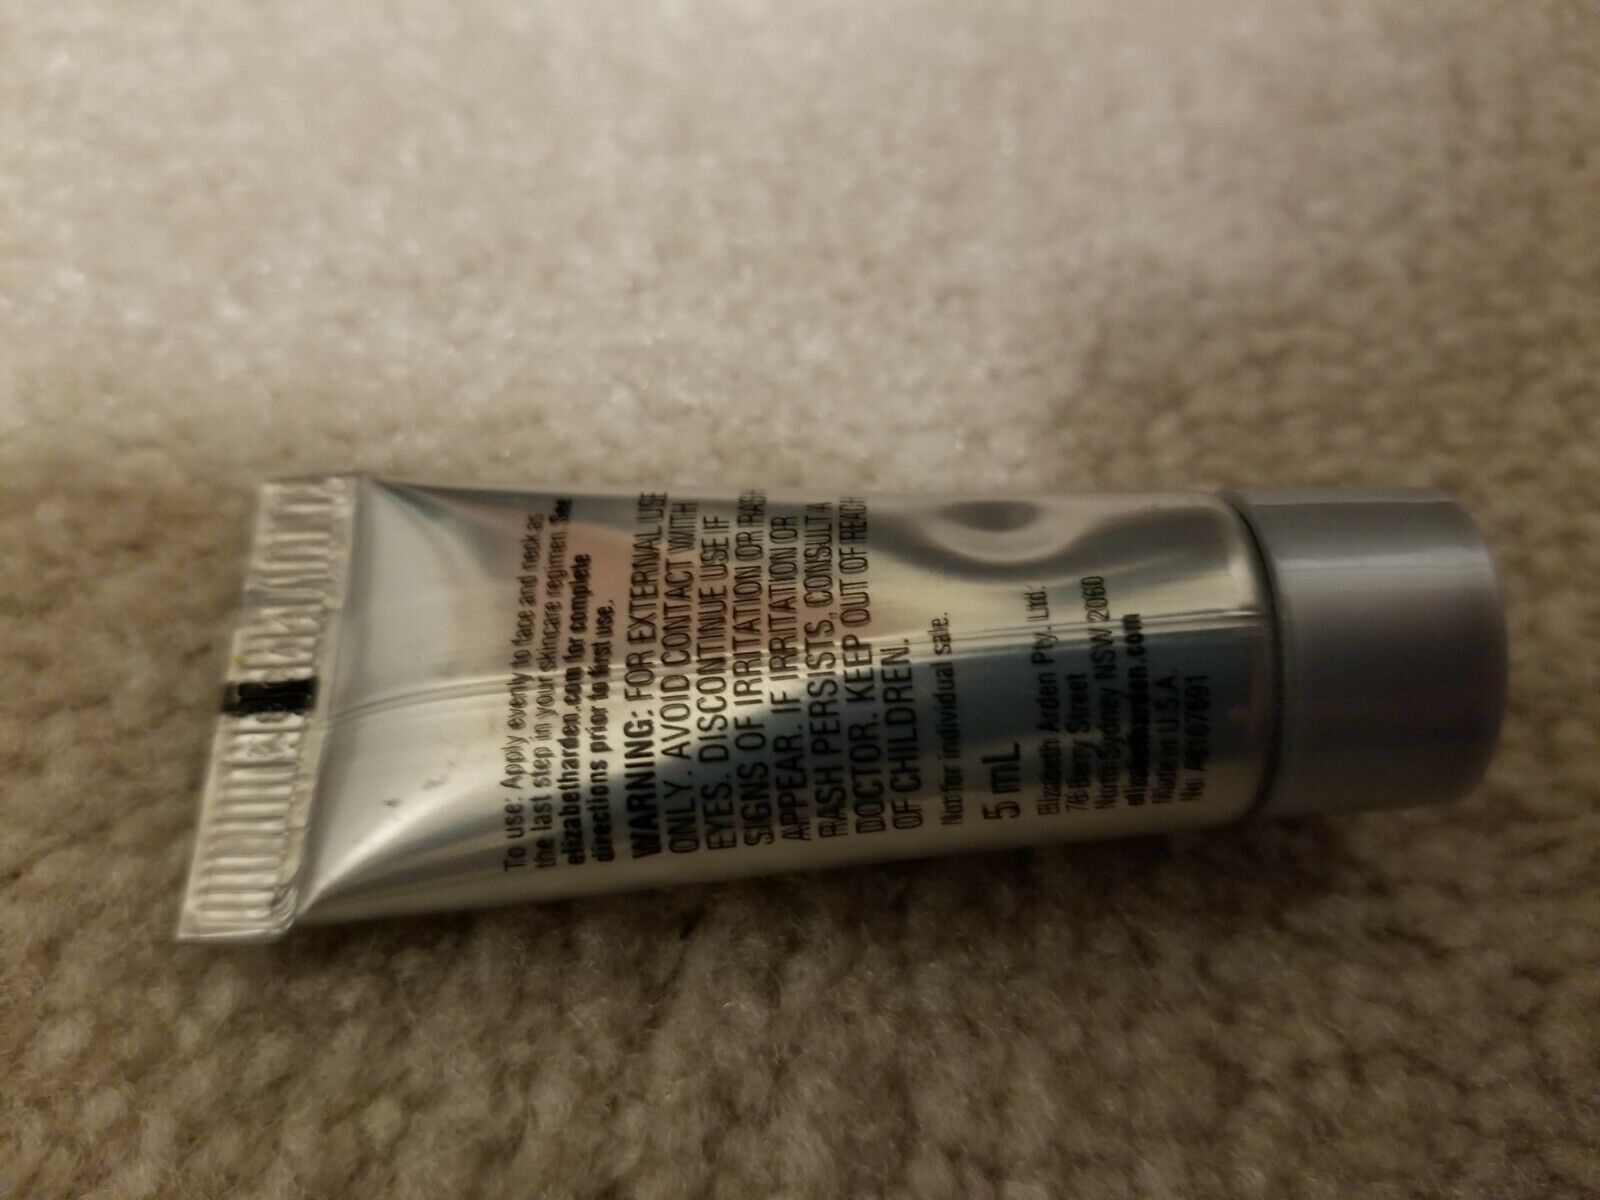 To use: Apply evenly to face and neck as
the last step in your skincare regimen. See
elizabetharden.com for complete
directions prior to first use.
WARNING: FOR EXTERNAL USE
ONLY. AVOID CONTACT WITH
EYES. DISCONTINUE USE IF
SIGNS OF IRRITATION OR RASH
APPEAR. IF IRRITATION OR
RASH PERSISTS, CONSULT A
DOCTOR. KEEP OUT OF REACH
OF CHILDREN.
Not for individual sale.
5 mL
Elizabeth Arden Pty. Ltd.
78 Berry Street
North Sydney NSW 2060
elizabetharden.com
Made in U.S.A.
No. A0167691